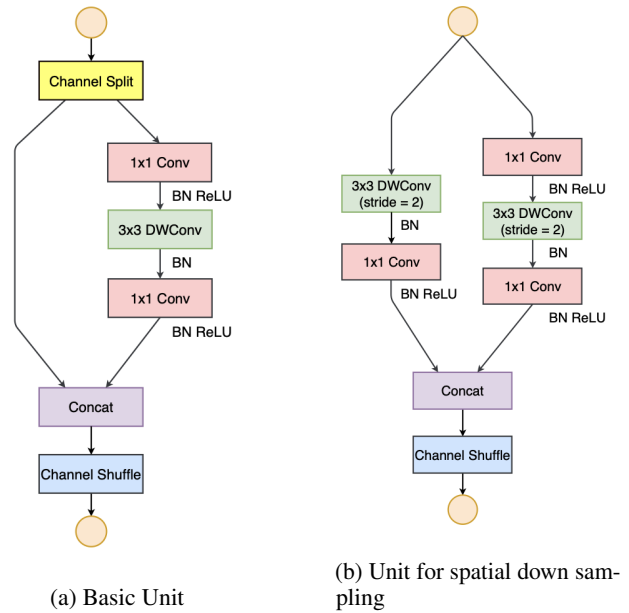 Channel Split
1x1 Conv
BN ReLU
3x3 DWConv
BN
1x1 Conv
BN ReLU
Concat
Channel Shuffle
(a) Basic Unit
3x3 DWConv
(stride = 2)
BN
1x1 Conv
BN ReLU
1x1 Conv
BN ReLU
3x3 DWConv
(stride = 2)
BN
1x1 Conv
BN ReLU
Concat
Channel Shuffle
(b) Unit for spatial down sam-
pling